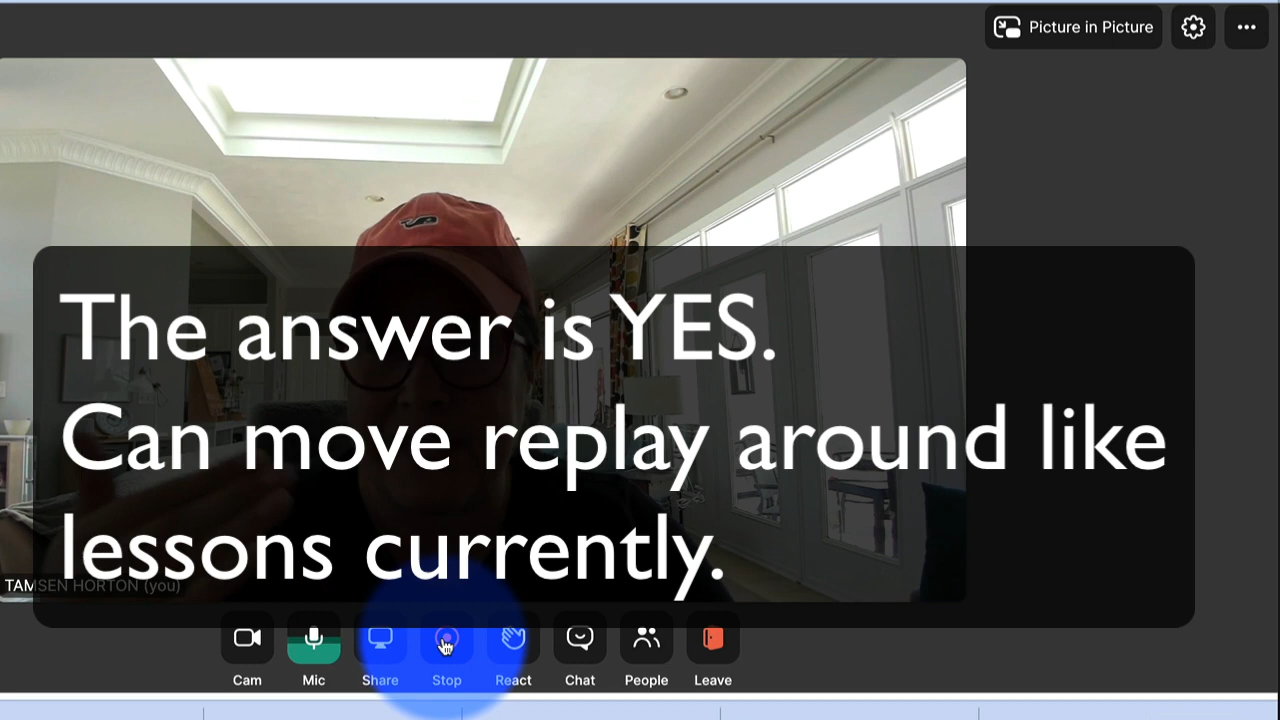 Picture in Picture
The answer is YES.
Can move replay around like
lessons currently.
TAMSEN HORTON (you)
Cam Mic Share Stop React Chat People Leave